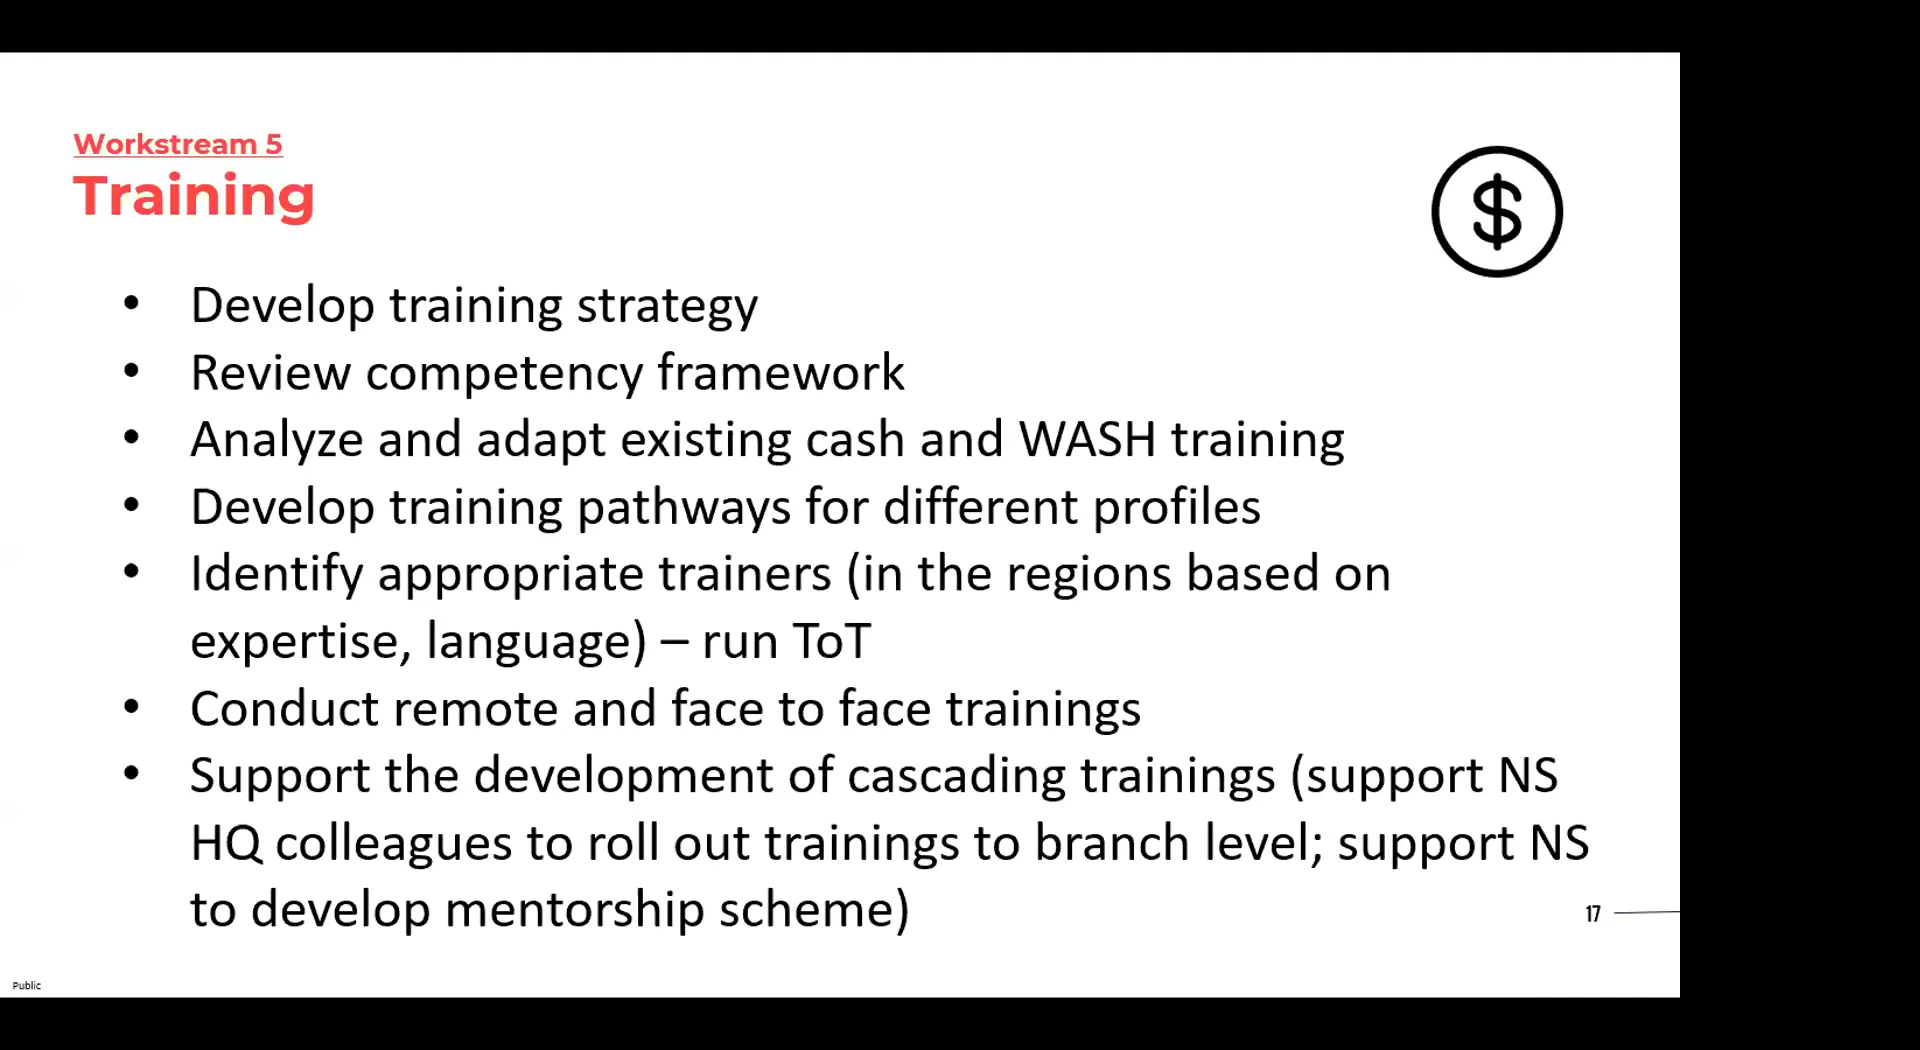 Workstream 5
Training
$
• Develop training strategy
• Review competency framework
• Analyze and adapt existing cash and WASH training
• Develop training pathways for different profiles
• Identify appropriate trainers (in the regions based on
expertise, language) – run ToT
• Conduct remote and face to face trainings
• Support the development of cascading trainings (support NS
HQ colleagues to roll out trainings to branch level; support NS
to develop mentorship scheme)
17
Public